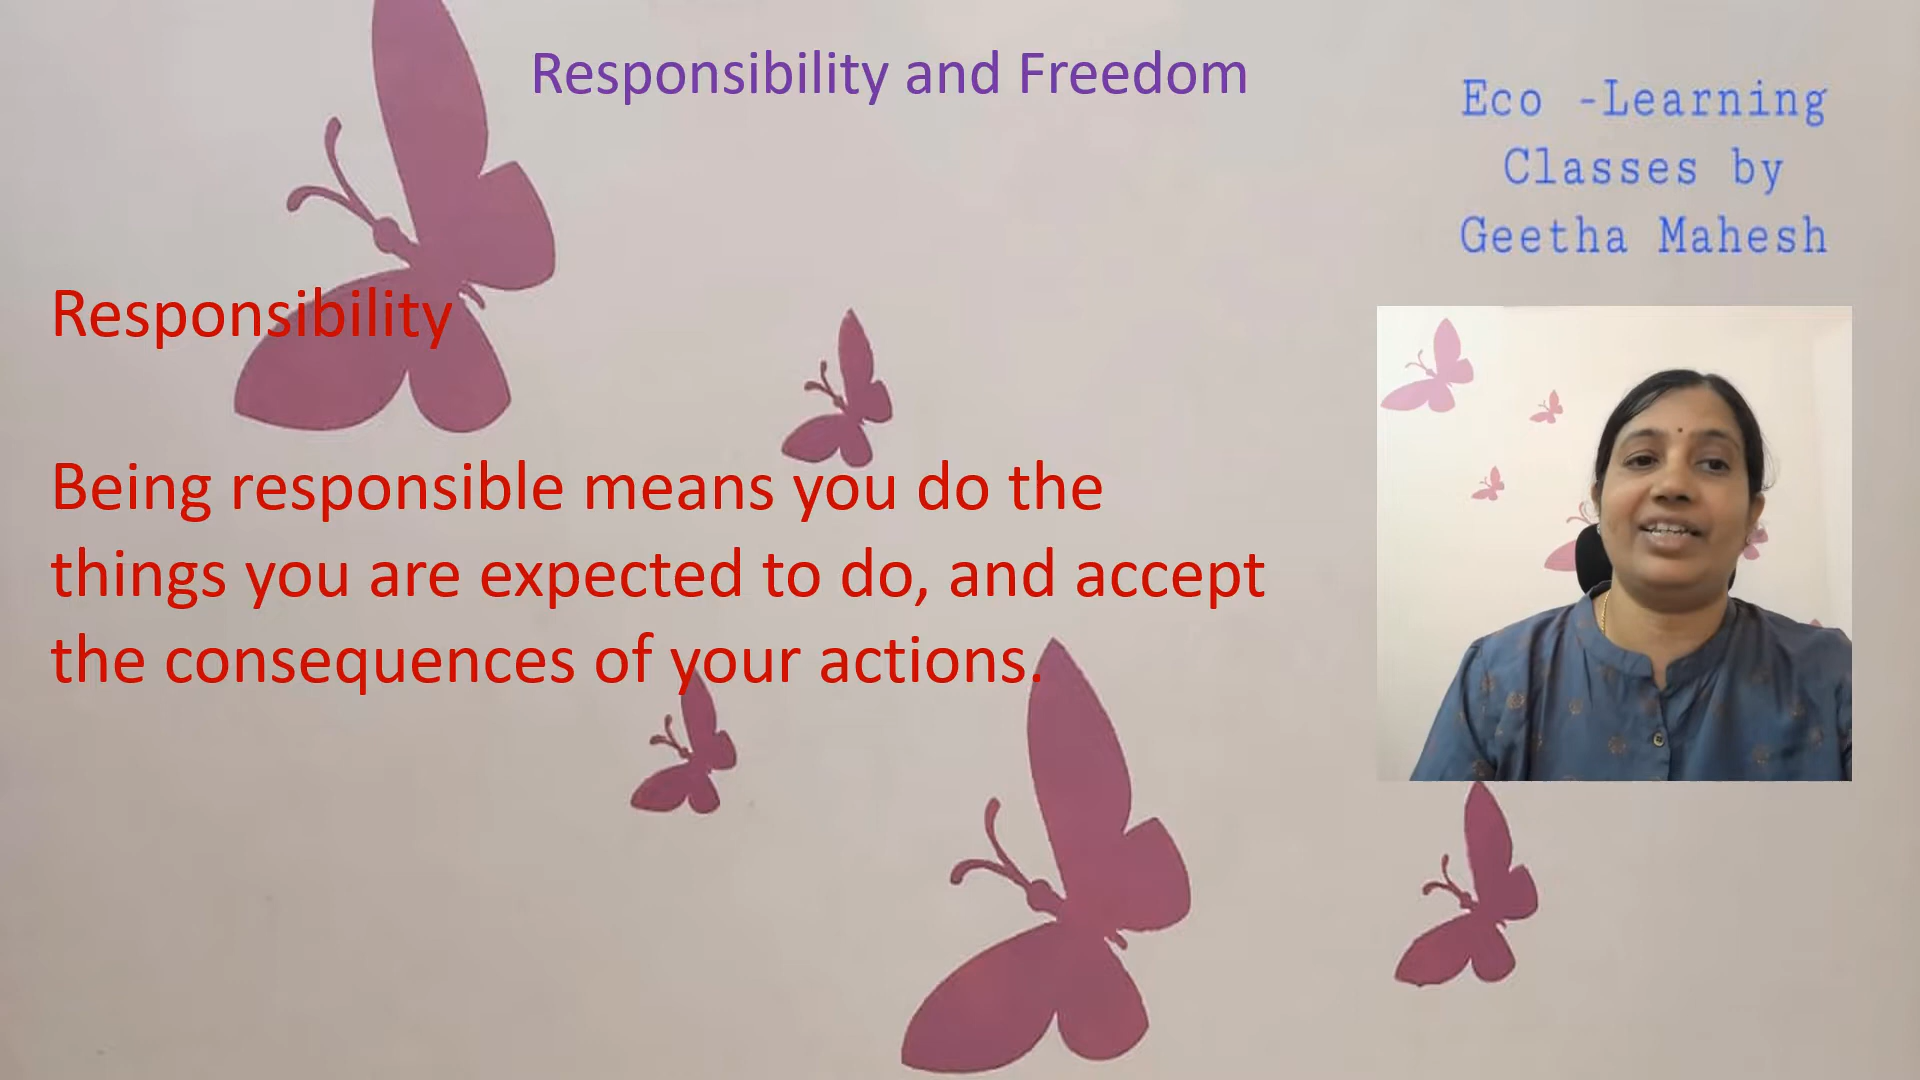 Responsibility and Freedom
Eco -Learning
Classes by
Geetha Mahesh
Responsibility
Being responsible means you do the
things you are expected to do, and accept
the consequences of your actions.